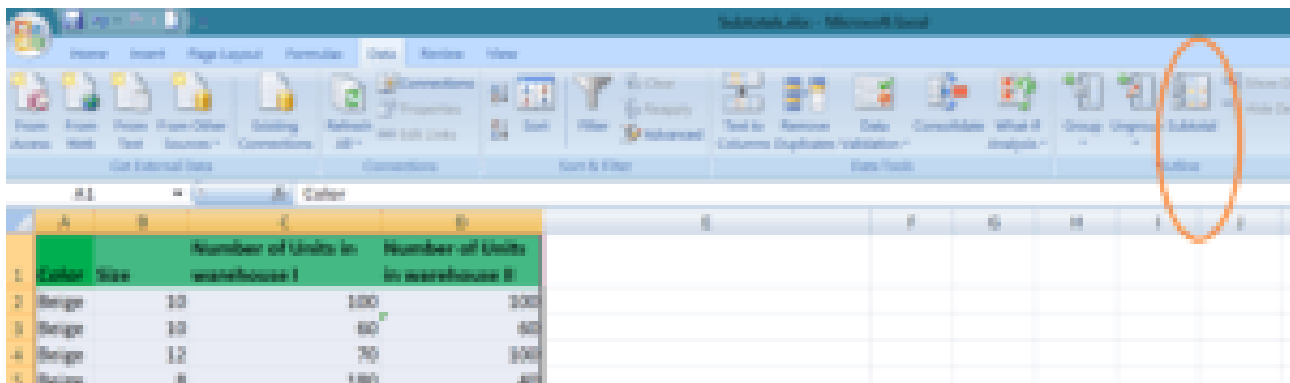 Subtotals.xlsx - Microsoft Excel
Home Insert Page Layout Formulas Data Review View
Connections Clear
Properties Reapply
Edit Links Advanced
From Access From Web From Text From Other Sources Existing Connections Refresh All Sort Filter Text to Columns Remove Duplicates Data Validation Consolidate What-If Analysis Group Ungroup Subtotal
Get External Data Connections Sort & Filter Data Tools Outline
A1 Color
A B C D E F G H I J
1 Color Size Number of Units in warehouse I Number of Units in warehouse II
2 Beige 10 100 100
3 Beige 10 60 60
4 Beige 12 70 100
5 Beige 8 180 40